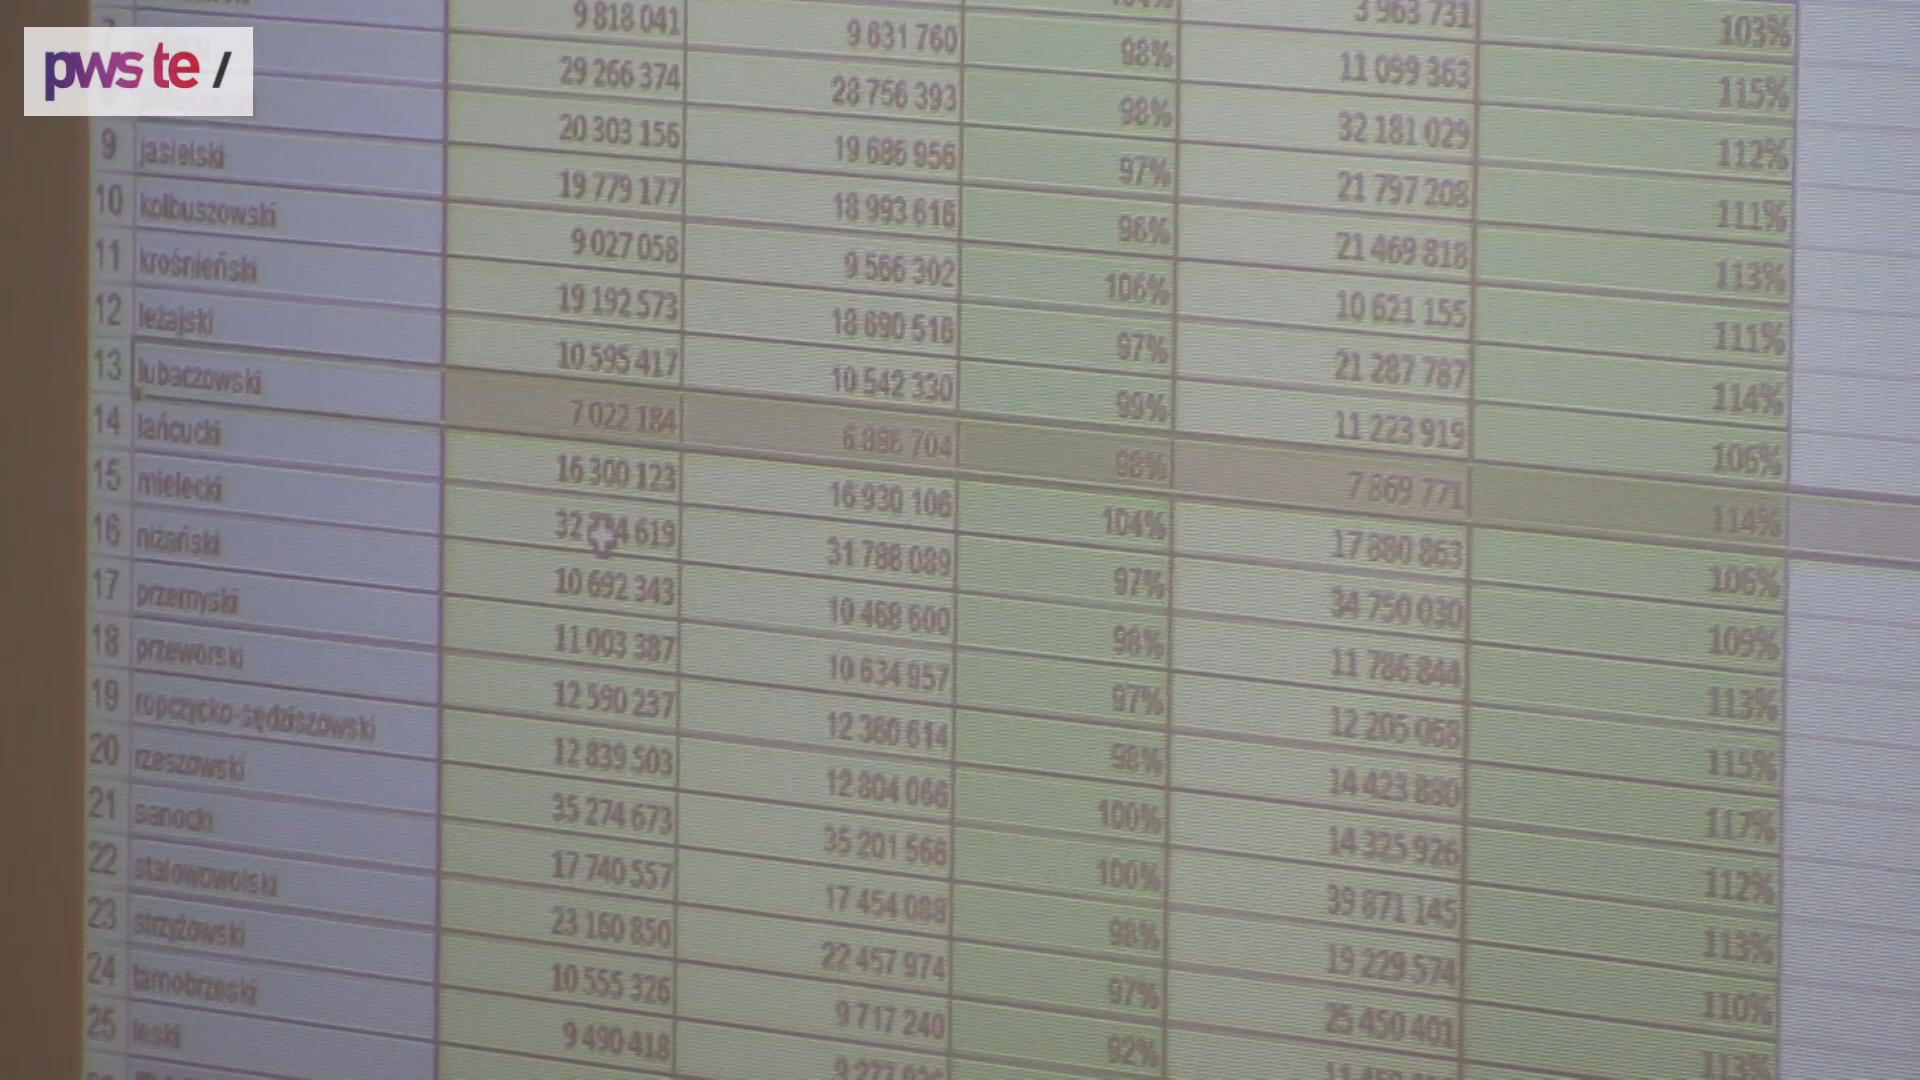 pwste/
3 963 731 103%
9 818 041 9 631 760 98% 11 099 363 115%
7 29 266 374 28 756 393 98% 32 181 029 112%
20 303 156 19 686 956 97% 21 797 208 111%
9 jasielski 19 779 177 18 993 616 96% 21 469 818 113%
10 kolbuszowski 9 027 058 9 566 302 106% 10 621 155 111%
11 krośnieński 19 192 573 18 690 516 97% 21 287 787 114%
12 leżajski 10 595 417 10 542 330 99% 11 223 919 106%
13 lubaczowski 7 022 184 6 896 704 98% 7 869 771 114%
14 łańcucki 16 300 123 16 930 106 104% 17 880 863 106%
15 mielecki 31 788 089 97% 34 750 030 109%
16 niżański 10 692 343 10 468 600 98% 11 786 844 113%
17 przemyski 11 003 387 10 634 957 97% 12 205 068 115%
18 przeworski 12 590 237 12 360 614 98% 14 423 880 117%
19 ropczycko-sędziszowski 12 839 503 12 804 066 100% 14 325 926 112%
20 rzeszowski 35 274 673 35 201 566 100% 39 871 145 113%
21 sanocki 17 740 557 17 454 088 98% 19 229 574 110%
22 stalowowolski 23 160 850 22 457 974 97% 25 450 401 113%
23 strzyżowski 10 555 326 9 717 240 92%
24 tarnobrzeski 9 490 418
25 leski